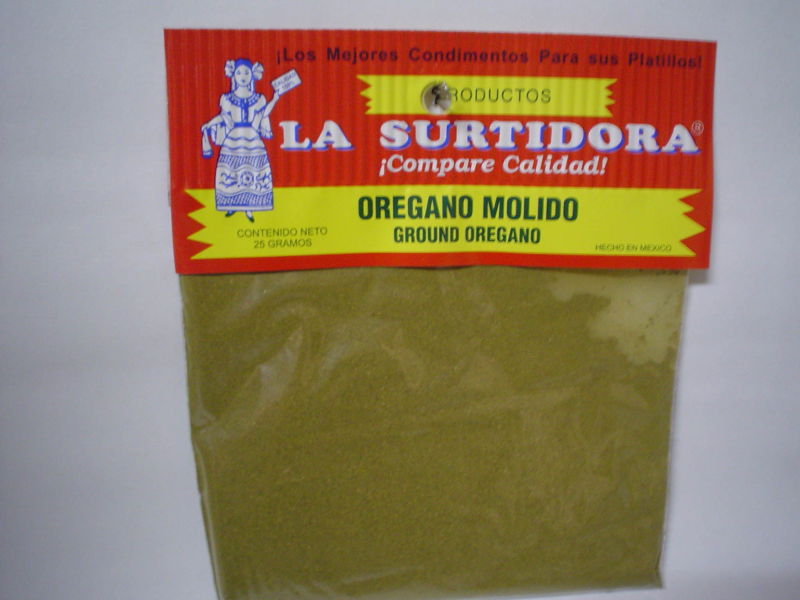 ¡Los Mejores Condimentos Para sus Platillos!
PRODUCTOS
LA SURTIDORA®
¡Compare Calidad!
OREGANO MOLIDO
GROUND OREGANO
CONTENIDO NETO
25 GRAMOS
HECHO EN MEXICO